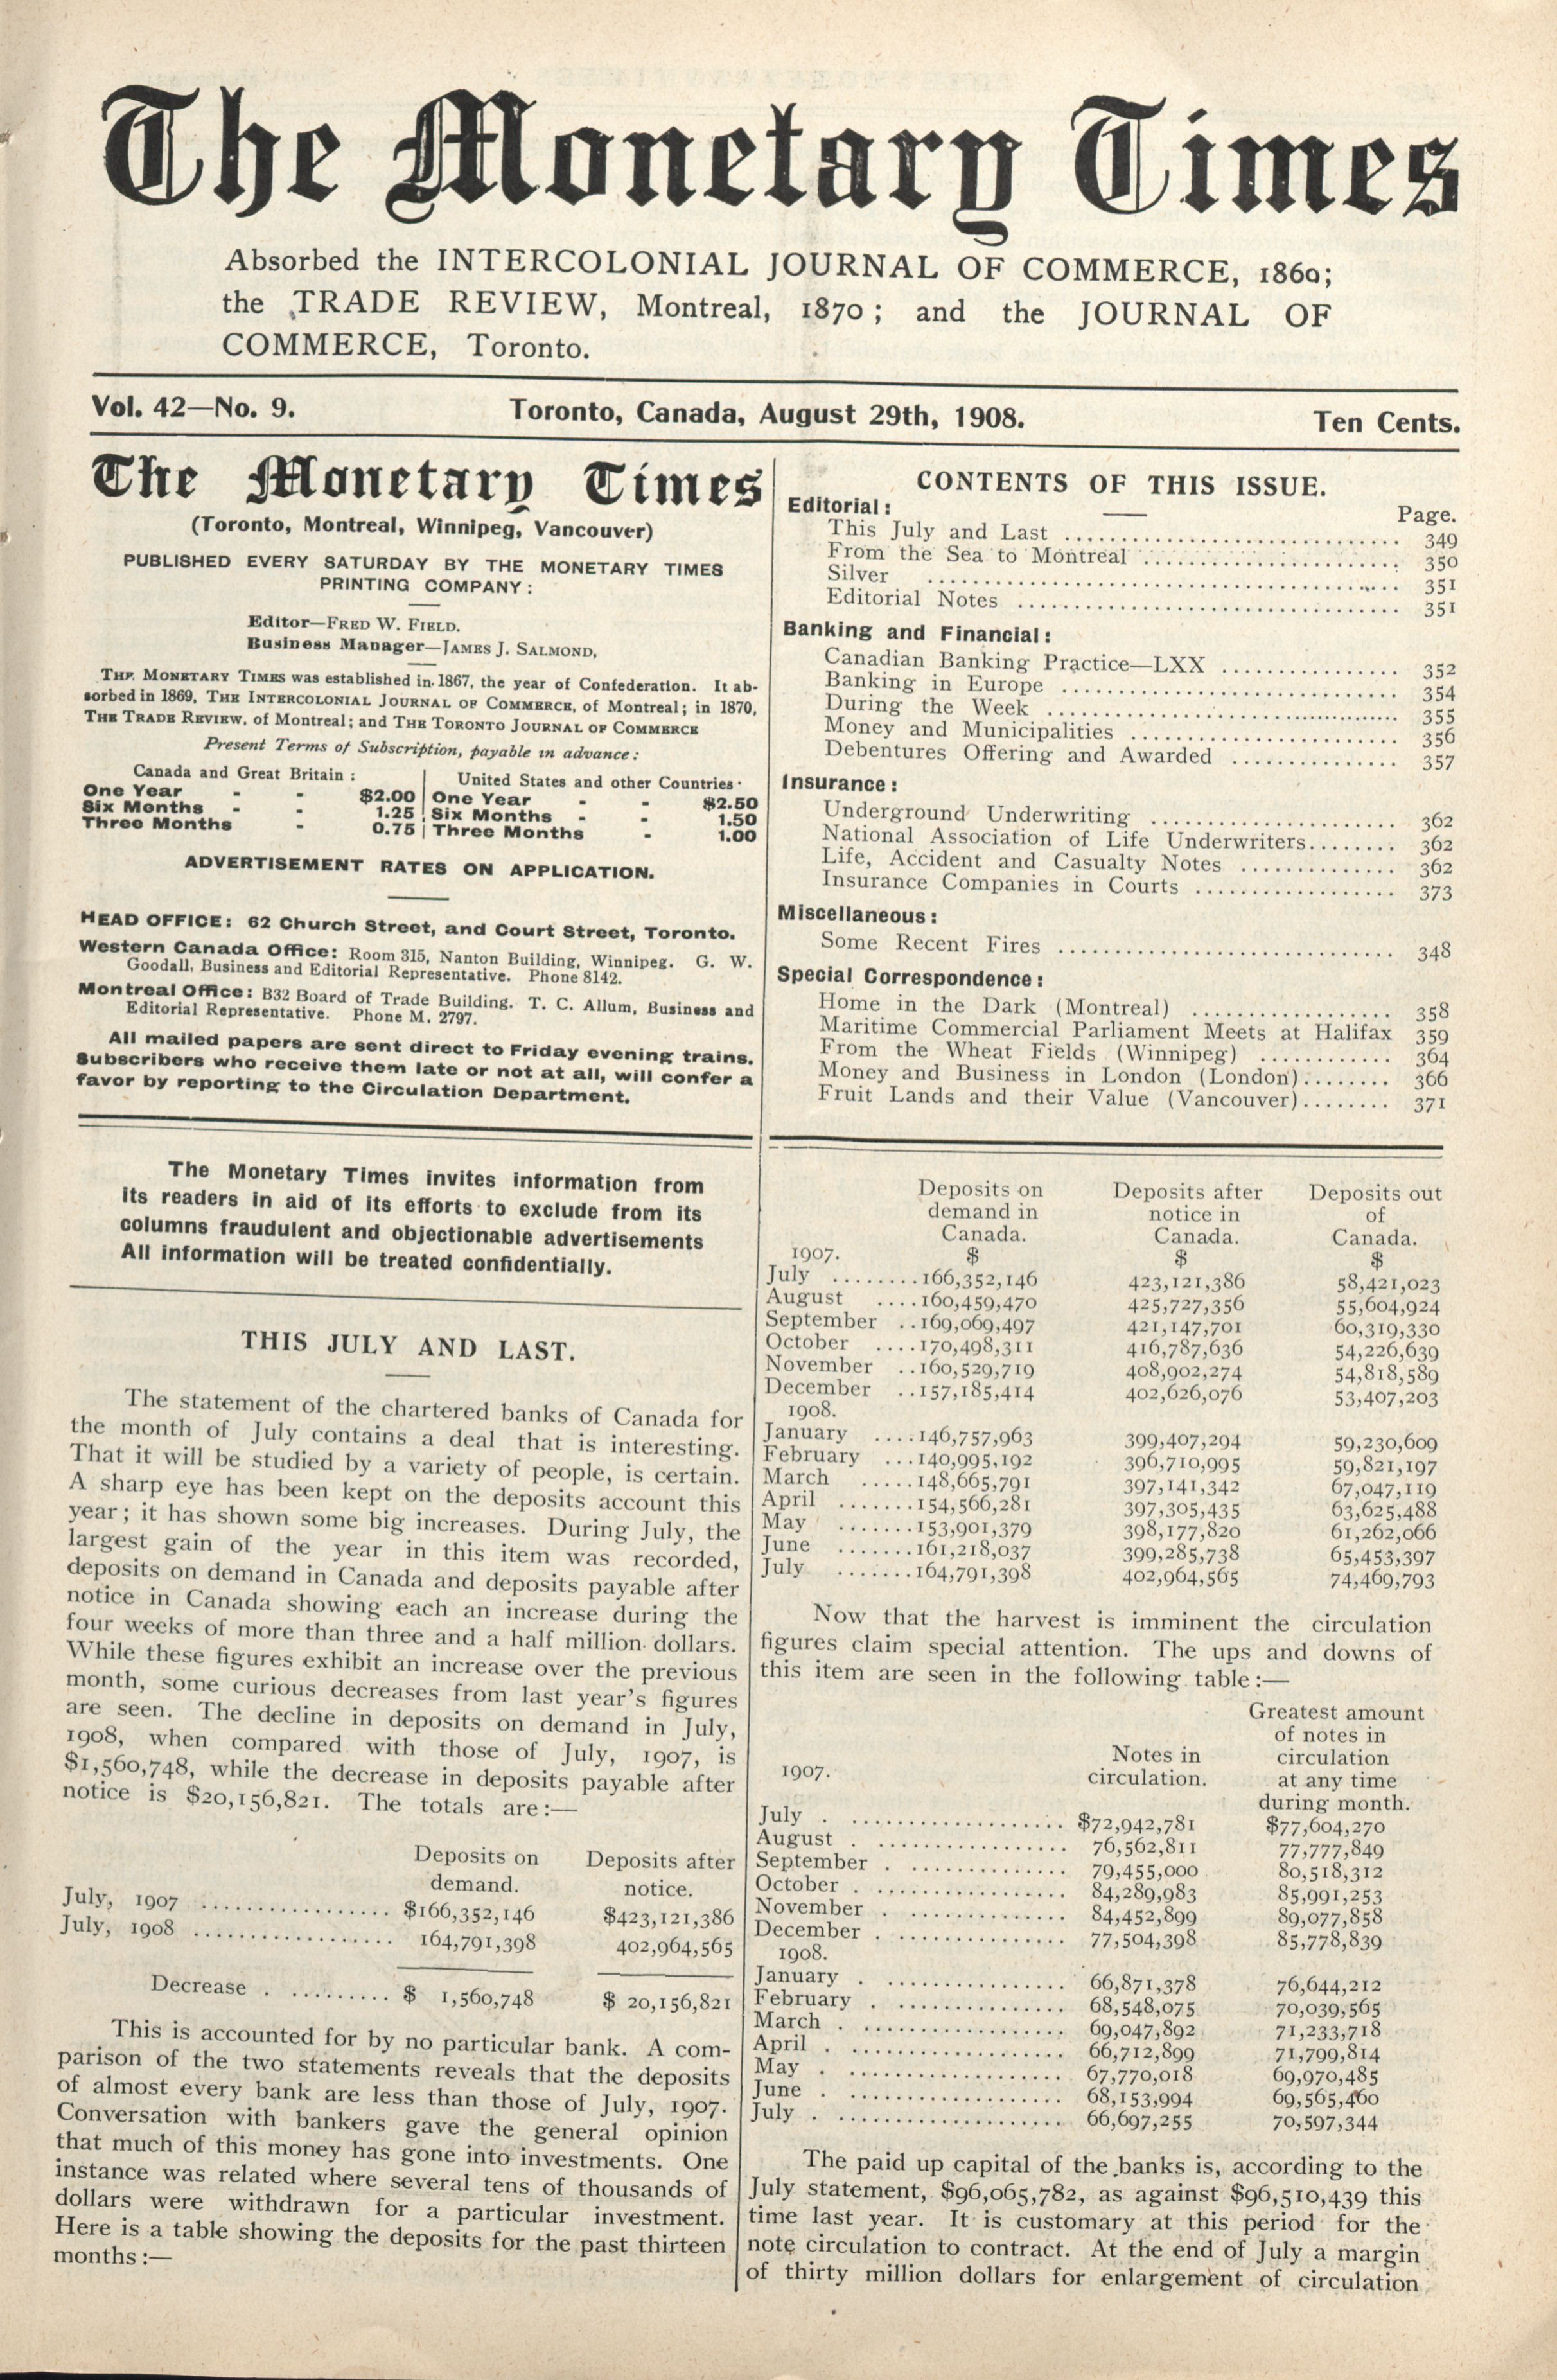 The Monetary Times
Absorbed the INTERCOLONIAL JOURNAL OF COMMERCE, 1860;
the TRADE REVIEW, Montreal, 1870; and the JOURNAL OF
COMMERCE, Toronto.
Vol. 42—No. 9. Toronto, Canada, August 29th, 1908. Ten Cents.
The Monetary Times
(Toronto, Montreal, Winnipeg, Vancouver)
PUBLISHED EVERY SATURDAY BY THE MONETARY TIMES
PRINTING COMPANY:
Editor—FRED W. FIELD.
Business Manager—JAMES J. SALMOND,
THE MONETARY TIMES was established in 1867, the year of Confederation. It ab-
sorbed in 1869, THE INTERCOLONIAL JOURNAL OF COMMERCE, of Montreal; in 1870,
THE TRADE REVIEW, of Montreal; and THE TORONTO JOURNAL OF COMMERCE
Present Terms of Subscription, payable in advance:
Canada and Great Britain: United States and other Countries.
One Year - - $2.00 One Year - - $2.50
Six Months - - 1.25 Six Months - - 1.50
Three Months - 0.75 Three Months - 1.00
ADVERTISEMENT RATES ON APPLICATION.
HEAD OFFICE: 62 Church Street, and Court Street, Toronto.
Western Canada Office: Room 315, Nanton Building, Winnipeg. G. W.
Goodall, Business and Editorial Representative. Phone 8142.
Montreal Office: B32 Board of Trade Building. T. C. Allum, Business and
Editorial Representative. Phone M. 2797.
All mailed papers are sent direct to Friday evening trains.
Subscribers who receive them late or not at all, will confer a
favor by reporting to the Circulation Department.
CONTENTS OF THIS ISSUE.
Editorial: Page.
This July and Last ........ 349
From the Sea to Montreal ........ 350
Silver ........ 351
Editorial Notes ........ 351
Banking and Financial:
Canadian Banking Practice—LXX ........ 352
Banking in Europe ........ 354
During the Week ........ 355
Money and Municipalities ........ 356
Debentures Offering and Awarded ........ 357
Insurance:
Underground Underwriting ........ 362
National Association of Life Underwriters........ 362
Life, Accident and Casualty Notes ........ 362
Insurance Companies in Courts ........ 373
Miscellaneous:
Some Recent Fires ........ 348
Special Correspondence:
Home in the Dark (Montreal) ........ 358
Maritime Commercial Parliament Meets at Halifax 359
From the Wheat Fields (Winnipeg) ........ 364
Money and Business in London (London)........ 366
Fruit Lands and their Value (Vancouver)........ 371
The Monetary Times invites information from
its readers in aid of its efforts to exclude from its
columns fraudulent and objectionable advertisements
All information will be treated confidentially.
THIS JULY AND LAST.
The statement of the chartered banks of Canada for
the month of July contains a deal that is interesting.
That it will be studied by a variety of people, is certain.
A sharp eye has been kept on the deposits account this
year; it has shown some big increases. During July, the
largest gain of the year in this item was recorded,
deposits on demand in Canada and deposits payable after
notice in Canada showing each an increase during the
four weeks of more than three and a half million dollars.
While these figures exhibit an increase over the previous
month, some curious decreases from last year's figures
are seen. The decline in deposits on demand in July,
1908, when compared with those of July, 1907, is
$1,560,748, while the decrease in deposits payable after
notice is $20,156,821. The totals are:—
Deposits on Deposits after
demand. notice.
July, 1907 ........ $166,352,146 $423,121,386
July, 1908 ........ 164,791,398 402,964,565
Decrease . ........ $ 1,560,748 $ 20,156,821
This is accounted for by no particular bank. A com-
parison of the two statements reveals that the deposits
of almost every bank are less than those of July, 1907.
Conversation with bankers gave the general opinion
that much of this money has gone into investments. One
instance was related where several tens of thousands of
dollars were withdrawn for a particular investment.
Here is a table showing the deposits for the past thirteen
months:—
Deposits on Deposits after Deposits out
demand in notice in of
Canada. Canada. Canada.
1907. $ $ $
July ........166,352,146 423,121,386 58,421,023
August ....160,459,470 425,727,356 55,604,924
September ..169,069,497 421,147,701 60,319,330
October ....170,498,311 416,787,636 54,226,639
November ..160,529,719 408,902,274 54,818,589
December ..157,185,414 402,626,076 53,407,203
1908.
January ....146,757,963 399,407,294 59,230,609
February ...140,995,192 396,710,995 59,821,197
March .....148,665,791 397,141,342 67,047,119
April .......154,566,281 397,305,435 63,625,488
May .......153,901,379 398,177,820 61,262,066
June .......161,218,037 399,285,738 65,453,397
July .......164,791,398 402,964,565 74,469,793
Now that the harvest is imminent the circulation
figures claim special attention. The ups and downs of
this item are seen in the following table:—
Greatest amount
of notes in
Notes in circulation
1907. circulation. at any time
during month.
July . ........ $72,942,781 $77,604,270
August . ........ 76,562,811 77,777,849
September . ........ 79,455,000 80,518,312
October . ........ 84,289,983 85,991,253
November . ........ 84,452,899 89,077,858
December . ........ 77,504,398 85,778,839
1908.
January . ........ 66,871,378 76,644,212
February . ........ 68,548,075 70,039,565
March . ........ 69,047,892 71,233,718
April . ........ 66,712,899 71,799,814
May . ........ 67,770,018 69,970,485
June . ........ 68,153,994 69,565,460
July . ........ 66,697,255 70,597,344
The paid up capital of the banks is, according to the
July statement, $96,065,782, as against $96,510,439 this
time last year. It is customary at this period for the
note circulation to contract. At the end of July a margin
of thirty million dollars for enlargement of circulation